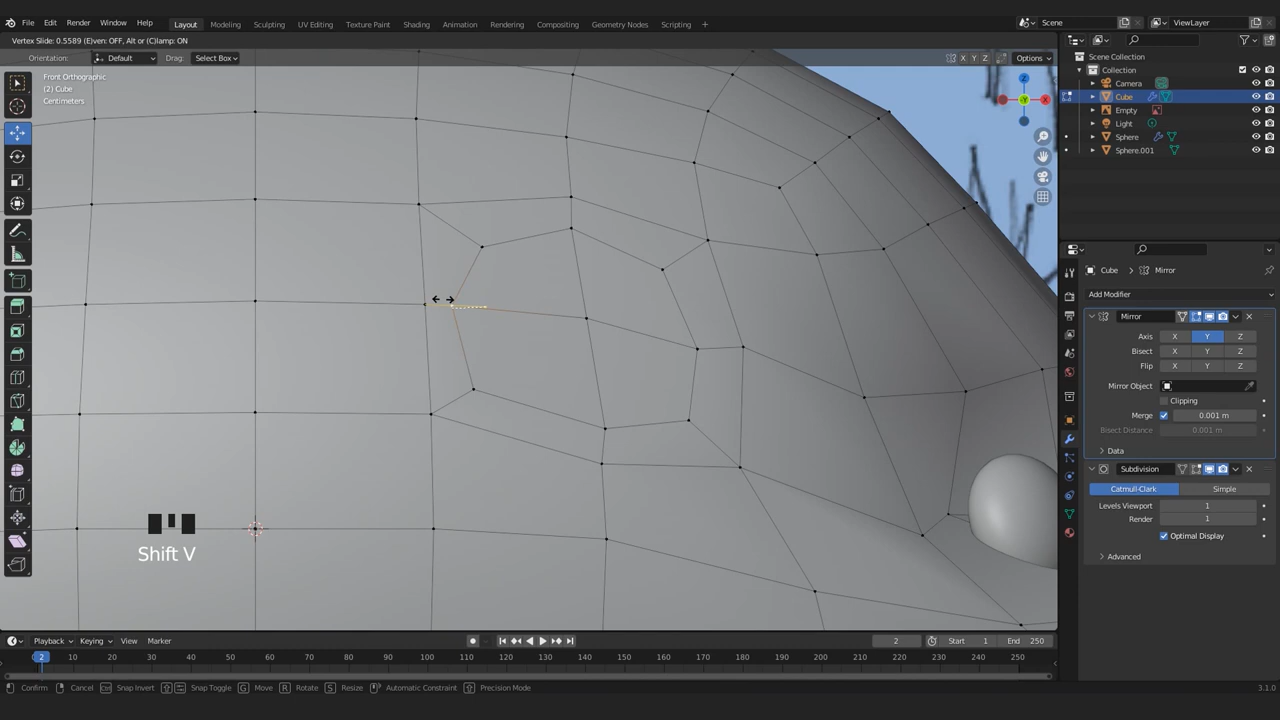 File Edit Render Window Help Layout Modeling Sculpting UV Editing Texture Paint Shading Animation Rendering Compositing Geometry Nodes Scripting + Scene ViewLayer
Vertex Slide: 0.5589 (E)ven: OFF, Alt or (C)lamp: ON
Orientation: Default Drag: Select Box X Y Z Options
Front Orthographic
(2) Cube
Centimeters
Z
Y
X
Scene Collection
Collection
Camera
Cube
Empty
Light
Sphere
Sphere.001
Cube > Mirror
Add Modifier
Mirror
Axis X Y Z
Bisect X Y Z
Flip X Y Z
Mirror Object
Clipping
Merge 0.001 m
Bisect Distance 0.001 m
> Data
Subdivision
Catmull-Clark Simple
Levels Viewport 1
Render 1
Optimal Display
> Advanced
Shift V
Playback Keying View Marker 2 Start 1 End 250
2 10 20 30 40 50 60 70 80 90 100 110 120 130 140 150 160 170 180 190 200 210 220 230 240 250
Confirm Cancel Snap Invert Snap Toggle G Move R Rotate S Resize Automatic Constraint Precision Mode 3.1.0